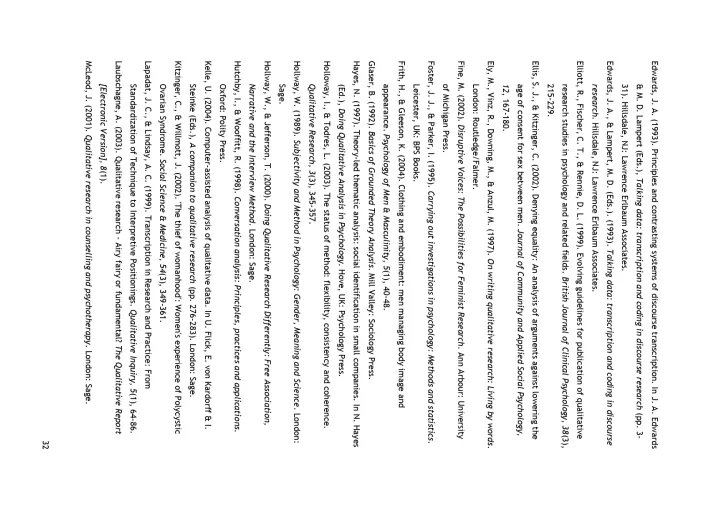 Edwards, J. A. (1993). Principles and contrasting systems of discourse transcription. In J. A. Edwards
& M. D. Lampert (Eds.), Talking data: transcription and coding in discourse research (pp. 3-
31). Hillsdale, NJ: Lawrence Erlbaum Associates.
Edwards, J. A., & Lampert, M. D. (Eds.). (1993). Talking data: transcription and coding in discourse
research. Hillsdale, NJ: Lawrence Erlbaum Associates.
Elliott, R., Fischer, C. T., & Rennie, D. L. (1999). Evolving guidelines for publication of qualitative
research studies in psychology and related fields. British Journal of Clinical Psychology, 38(3),
215-229.
Ellis, S. J., & Kitzinger, C. (2002). Denying equality: An analysis of arguments against lowering the
age of consent for sex between men. Journal of Community and Applied Social Psychology,
12, 167-180.
Ely, M., Vinz, R., Downing, M., & Anzul, M. (1997). On writing qualitative research: Living by words.
London: Routledge/Falmer.
Fine, M. (2002). Disruptive Voices: The Possibilities for Feminist Research. Ann Arbour: University
of Michigan Press.
Foster, J. J., & Parker, I. (1995). Carrying out investigations in psychology: Methods and statistics.
Leicester, UK: BPS Books.
Frith, H., & Gleeson, K. (2004). Clothing and embodiment: men managing body image and
appearance. Psychology of Men & Masculinity, 5(1), 40-48.
Glaser, B. (1992). Basics of Grounded Theory Analysis. Mill Valley: Sociology Press.
Hayes, N. (1997). Theory-led thematic analysis: social identification in small companies. In N. Hayes
(Ed.), Doing Qualitative Analysis in Psychology. Hove, UK: Psychology Press.
Holloway, I., & Todres, L. (2003). The status of method: flexibility, consistency and coherence.
Qualitative Research, 3(3), 345-357.
Hollway, W. (1989). Subjectivity and Method in Psychology: Gender, Meaning and Science. London:
Sage.
Hollway, W., & Jefferson, T. (2000). Doing Qualitative Research Differently: Free Association,
Narrative and the Interview Method. London: Sage.
Hutchby, I., & Wooffitt, R. (1998). Conversation analysis: Principles, practices and applications.
Oxford: Polity Press.
Kelle, U. (2004). Computer-assisted analysis of qualitative data. In U. Flick, E. von Kardorff & I.
Steinke (Eds.), A companion to qualitative research (pp. 276-283). London: Sage.
Kitzinger, C., & Willmott, J. (2002). 'The thief of womanhood': Women's experience of Polycystic
Ovarian Syndrome. Social Science & Medicine, 54(3), 349-361.
Lapadat, J. C., & Lindsay, A. C. (1999). Transcription in Research and Practice: From
Standardization of Technique to Interpretive Positionings. Qualitative Inquiry, 5(1), 64-86.
Laubschagne, A. (2003). Qualitative research - Airy fairy or fundamental? The Qualitative Report
[Electronic Version], 8(1).
McLeod, J. (2001). Qualitative research in counselling and psychotherapy. London: Sage.
32